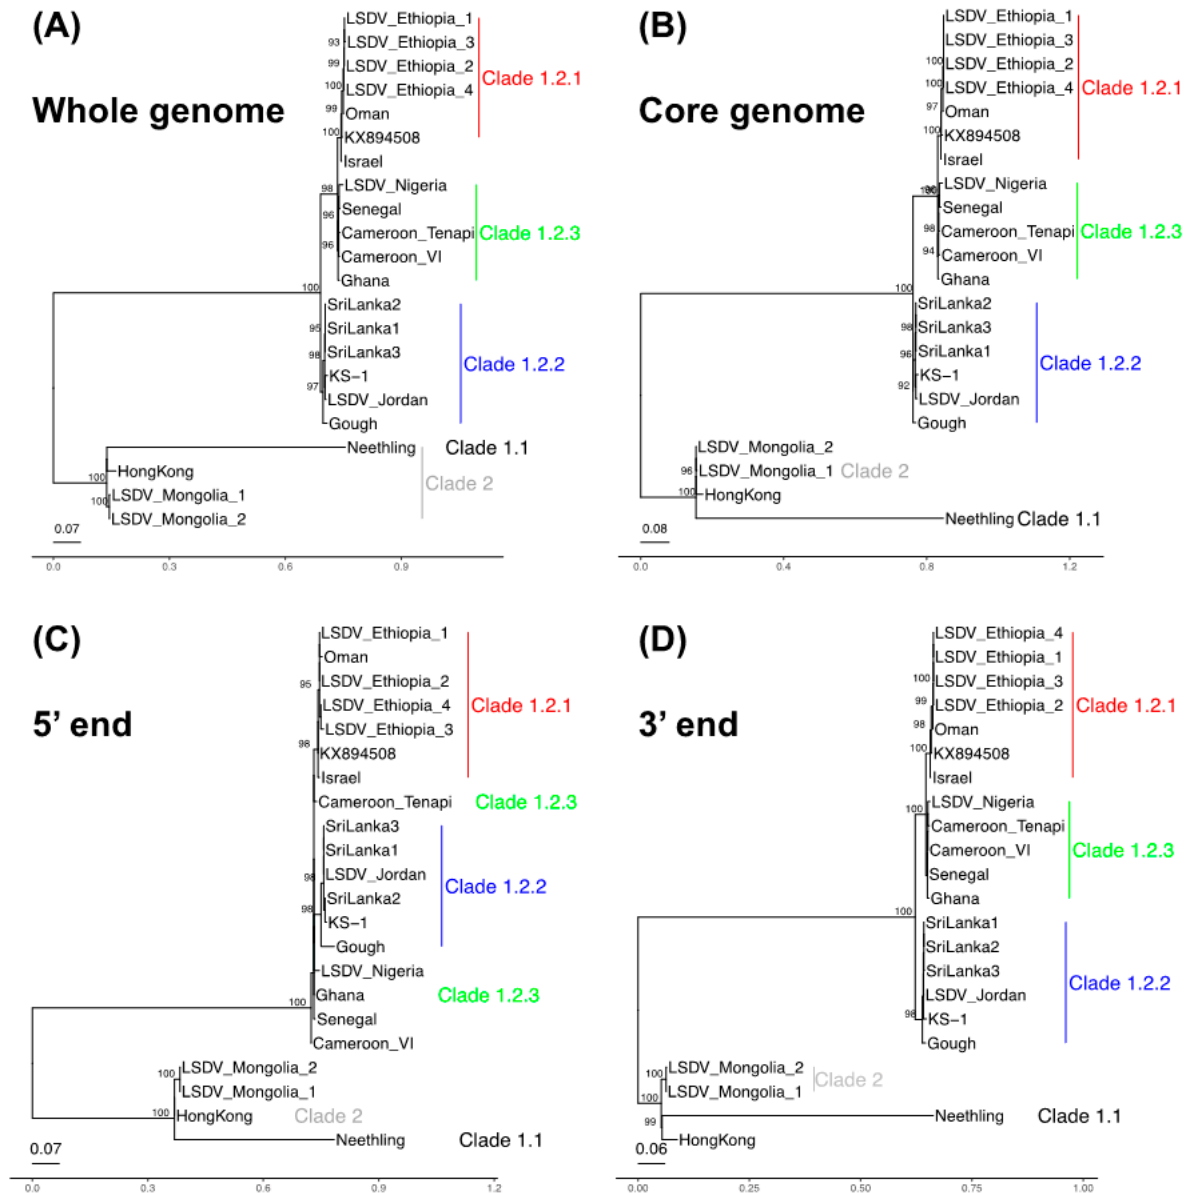 (A)
Whole genome
LSDV_Ethiopia_1
93
LSDV_Ethiopia_3
99
LSDV_Ethiopia_2
100
LSDV_Ethiopia_4
99
Oman
100
KX894508
Israel
Clade 1.2.1
98
LSDV_Nigeria
96
Senegal
Cameroon_Tenapi
96
Cameroon_VI
Ghana
Clade 1.2.3
100
SriLanka2
95
SriLanka1
98
SriLanka3
KS-1
97
LSDV_Jordan
Gough
Clade 1.2.2
Neethling
Clade 1.1
100
HongKong
100
LSDV_Mongolia_1
LSDV_Mongolia_2
Clade 2
0.07
0.0 0.3 0.6 0.9
(B)
Core genome
LSDV_Ethiopia_1
LSDV_Ethiopia_3
100
LSDV_Ethiopia_2
100
LSDV_Ethiopia_4
97
Oman
100
KX894508
Israel
Clade 1.2.1
LSDV_Nigeria
Senegal
98
Cameroon_Tenapi
94
Cameroon_VI
Ghana
Clade 1.2.3
100
SriLanka2
98
SriLanka3
96
SriLanka1
KS-1
92
LSDV_Jordan
Gough
Clade 1.2.2
LSDV_Mongolia_2
96
LSDV_Mongolia_1
Clade 2
100
HongKong
Neethling
Clade 1.1
0.08
0.0 0.4 0.8 1.2
(C)
5’ end
LSDV_Ethiopia_1
Oman
95
LSDV_Ethiopia_2
LSDV_Ethiopia_4
LSDV_Ethiopia_3
98
KX894508
Israel
Clade 1.2.1
Cameroon_Tenapi
Clade 1.2.3
SriLanka3
SriLanka1
98
LSDV_Jordan
SriLanka2
98
KS-1
Gough
Clade 1.2.2
LSDV_Nigeria
Ghana
Clade 1.2.3
100
Senegal
Cameroon_VI
LSDV_Mongolia_2
100
LSDV_Mongolia_1
100
HongKong
Clade 2
Neethling
Clade 1.1
0.07
0.0 0.3 0.6 0.9 1.2
(D)
3’ end
LSDV_Ethiopia_4
LSDV_Ethiopia_1
100
LSDV_Ethiopia_3
99
LSDV_Ethiopia_2
98
Oman
100
KX894508
Israel
Clade 1.2.1
100
LSDV_Nigeria
Cameroon_Tenapi
Cameroon_VI
Senegal
Ghana
Clade 1.2.3
100
SriLanka1
SriLanka2
SriLanka3
LSDV_Jordan
98
KS-1
Gough
Clade 1.2.2
LSDV_Mongolia_2
100
LSDV_Mongolia_1
Clade 2
100
Neethling
Clade 1.1
99
HongKong
0.06
0.00 0.25 0.50 0.75 1.00